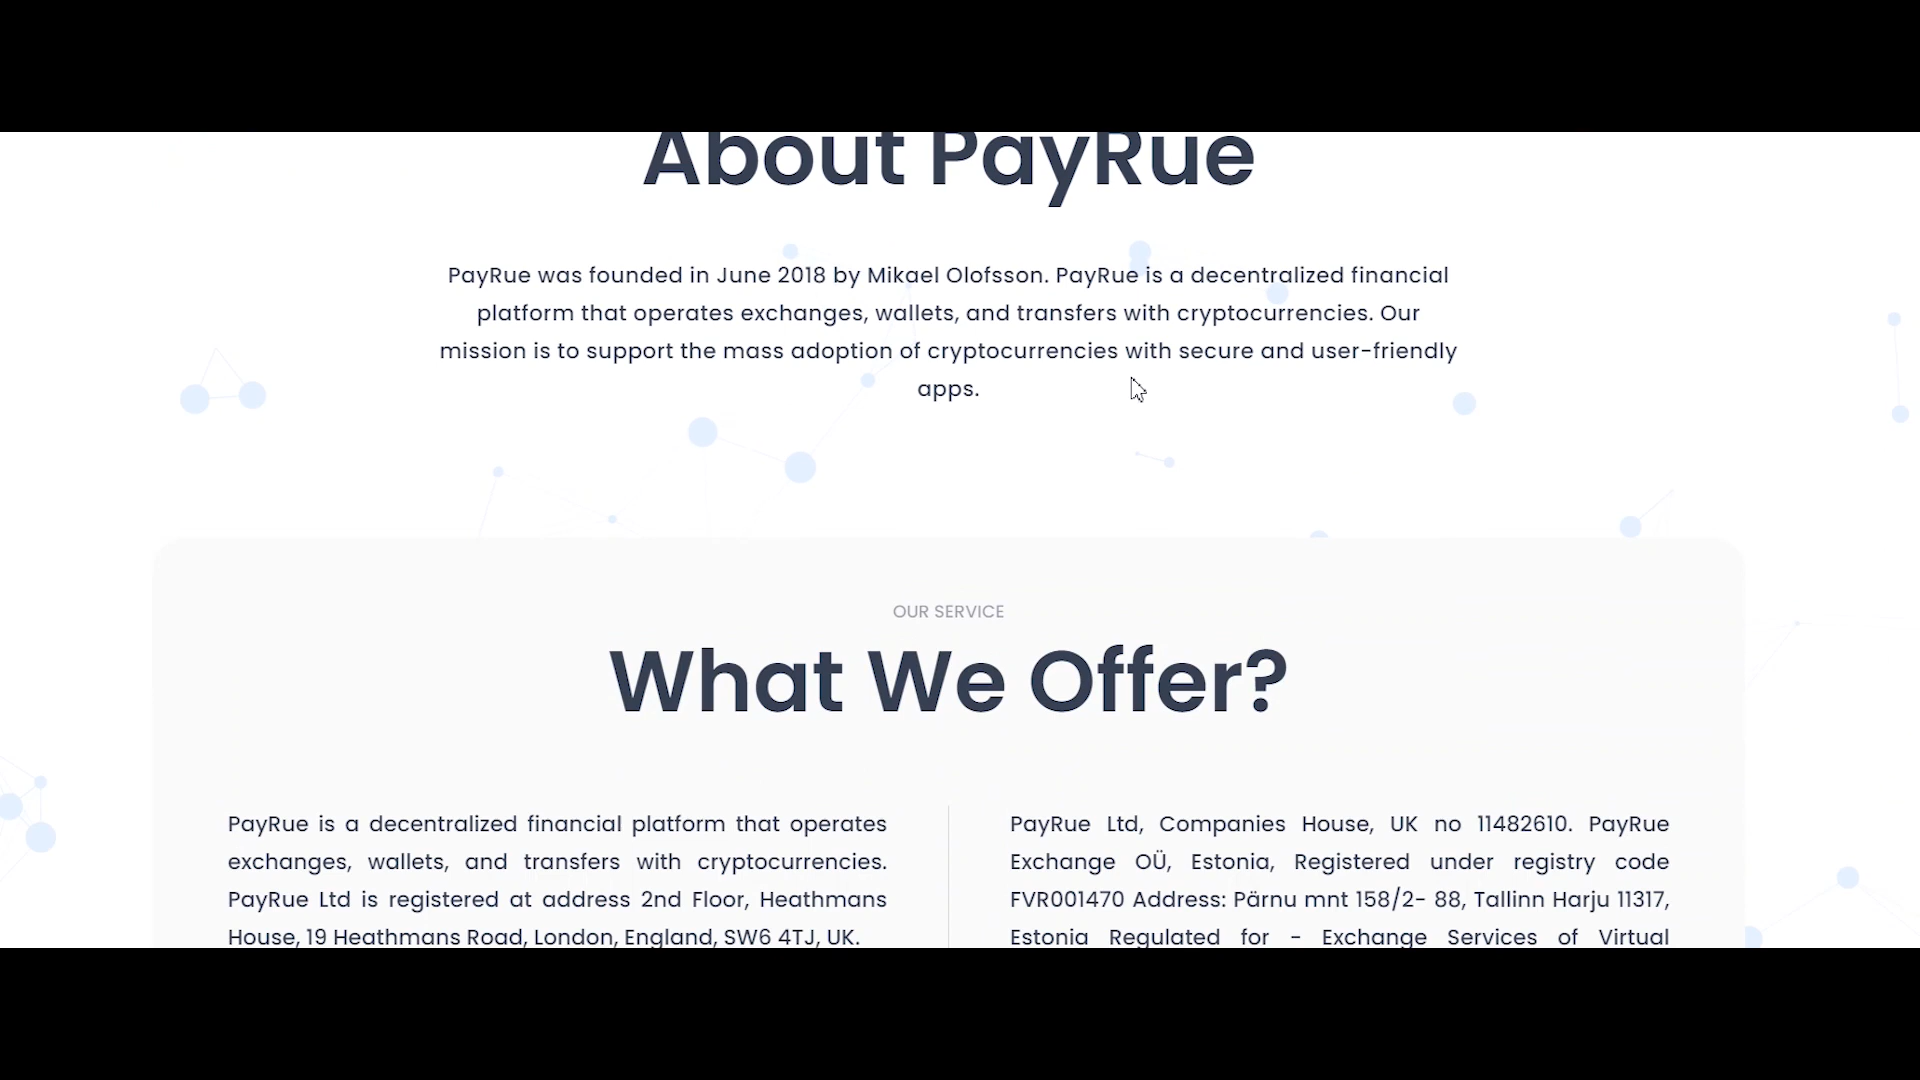 About PayRue
PayRue was founded in June 2018 by Mikael Olofsson. PayRue is a decentralized financial
platform that operates exchanges, wallets, and transfers with cryptocurrencies. Our
mission is to support the mass adoption of cryptocurrencies with secure and user-friendly
apps.
OUR SERVICE
What We Offer?
PayRue is a decentralized financial platform that operates
exchanges, wallets, and transfers with cryptocurrencies.
PayRue Ltd is registered at address 2nd Floor, Heathmans
House, 19 Heathmans Road, London, England, SW6 4TJ, UK.
PayRue Ltd, Companies House, UK no 11482610. PayRue
Exchange OÜ, Estonia, Registered under registry code
FVR001470 Address: Pärnu mnt 158/2- 88, Tallinn Harju 11317,
Estonia Regulated for - Exchange Services of Virtual